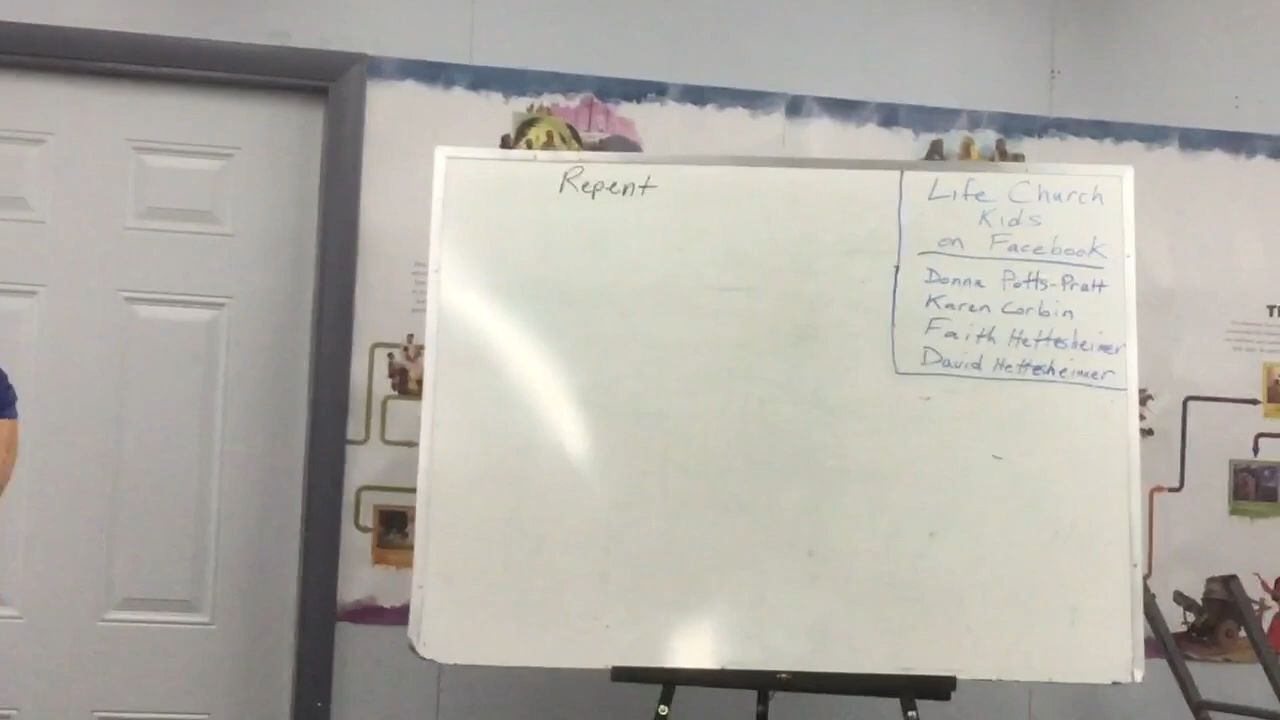 Repent
Life Church
Kids
on Facebook
Donna Potts-Pratt
Karen Corbin
Faith Hettesheimer
David Hettesheimer